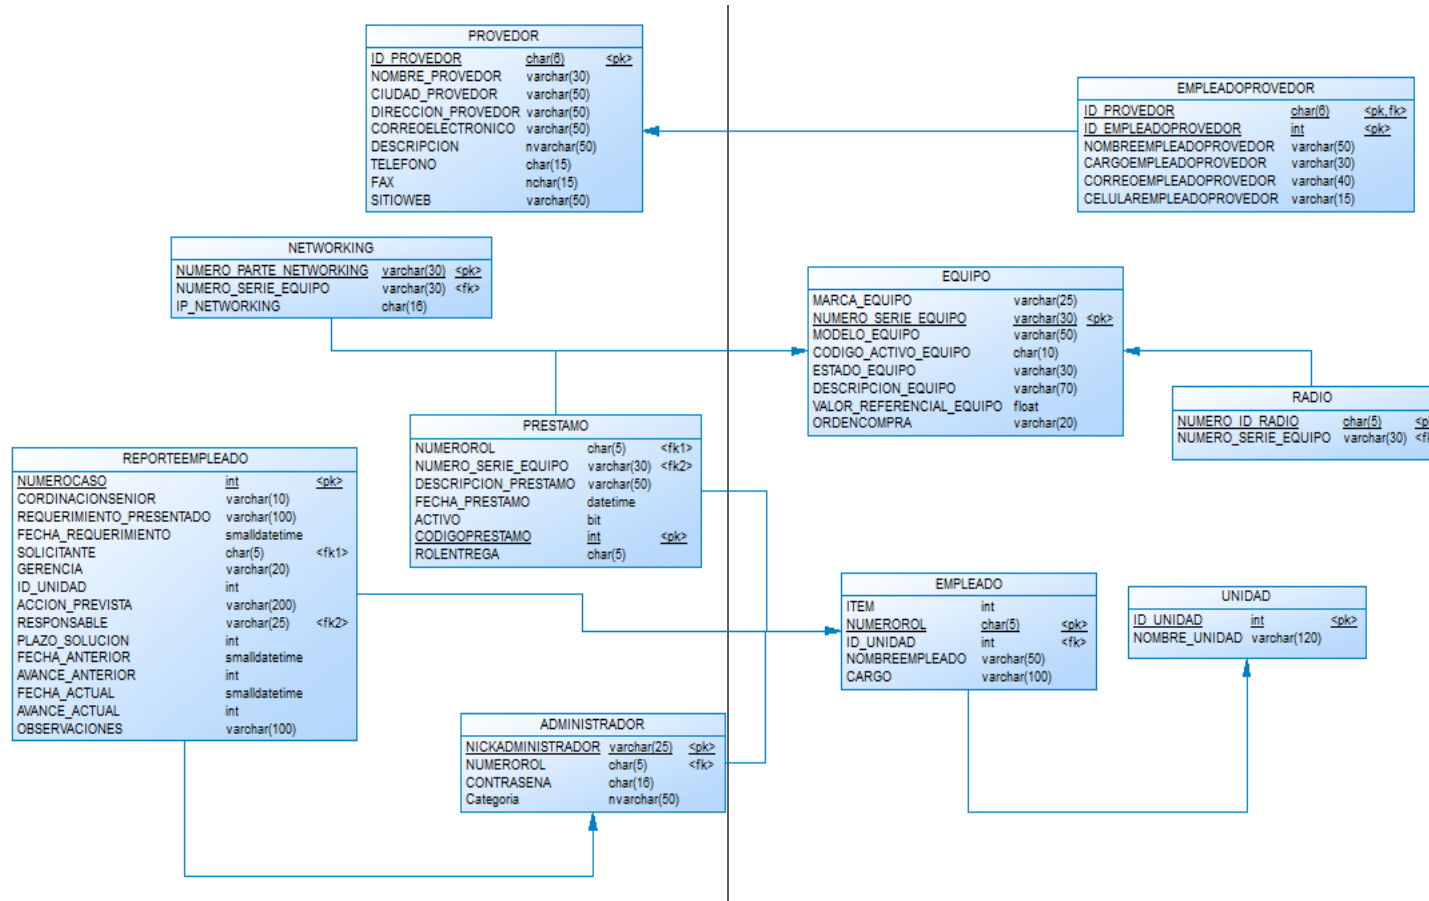 PROVEDOR
ID_PROVEDOR char(6) <pk>
NOMBRE_PROVEDOR varchar(30)
CIUDAD_PROVEDOR varchar(50)
DIRECCION_PROVEDOR varchar(50)
CORREOELECTRONICO varchar(50)
DESCRIPCION nvarchar(50)
TELEFONO char(15)
FAX nchar(15)
SITIOWEB varchar(50)
EMPLEADOPROVEDOR
ID_PROVEDOR char(6) <pk,fk>
ID_EMPLEADOPROVEDOR int <pk>
NOMBREEMPLEADOPROVEDOR varchar(50)
CARGOEMPLEADOPROVEDOR varchar(30)
CORREOEMPLEADOPROVEDOR varchar(40)
CELULAREMPLEADOPROVEDOR varchar(15)
NETWORKING
NUMERO_PARTE_NETWORKING varchar(30) <pk>
NUMERO_SERIE_EQUIPO varchar(30) <fk>
IP_NETWORKING char(16)
EQUIPO
MARCA_EQUIPO varchar(25)
NUMERO_SERIE_EQUIPO varchar(30) <pk>
MODELO_EQUIPO varchar(50)
CODIGO_ACTIVO_EQUIPO char(10)
ESTADO_EQUIPO varchar(30)
DESCRIPCION_EQUIPO varchar(70)
VALOR_REFERENCIAL_EQUIPO float
ORDENCOMPRA varchar(20)
RADIO
NUMERO_ID_RADIO char(5) <pk
NUMERO_SERIE_EQUIPO varchar(30) <fk
PRESTAMO
NUMEROROL char(5) <fk1>
NUMERO_SERIE_EQUIPO varchar(30) <fk2>
DESCRIPCION_PRESTAMO varchar(50)
FECHA_PRESTAMO datetime
ACTIVO bit
CODIGOPRESTAMO int <pk>
ROLENTREGA char(5)
REPORTEEMPLEADO
NUMEROCASO int <pk>
CORDINACIONSENIOR varchar(10)
REQUERIMIENTO_PRESENTADO varchar(100)
FECHA_REQUERIMIENTO smalldatetime
SOLICITANTE char(5) <fk1>
GERENCIA varchar(20)
ID_UNIDAD int
ACCION_PREVISTA varchar(200)
RESPONSABLE varchar(25) <fk2>
PLAZO_SOLUCION int
FECHA_ANTERIOR smalldatetime
AVANCE_ANTERIOR int
FECHA_ACTUAL smalldatetime
AVANCE_ACTUAL int
OBSERVACIONES varchar(100)
EMPLEADO
ITEM int
NUMEROROL char(5) <pk>
ID_UNIDAD int <fk>
NOMBREEMPLEADO varchar(50)
CARGO varchar(100)
UNIDAD
ID_UNIDAD int <pk>
NOMBRE_UNIDAD varchar(120)
ADMINISTRADOR
NICKADMINISTRADOR varchar(25) <pk>
NUMEROROL char(5) <fk>
CONTRASENA char(16)
Categoria nvarchar(50)